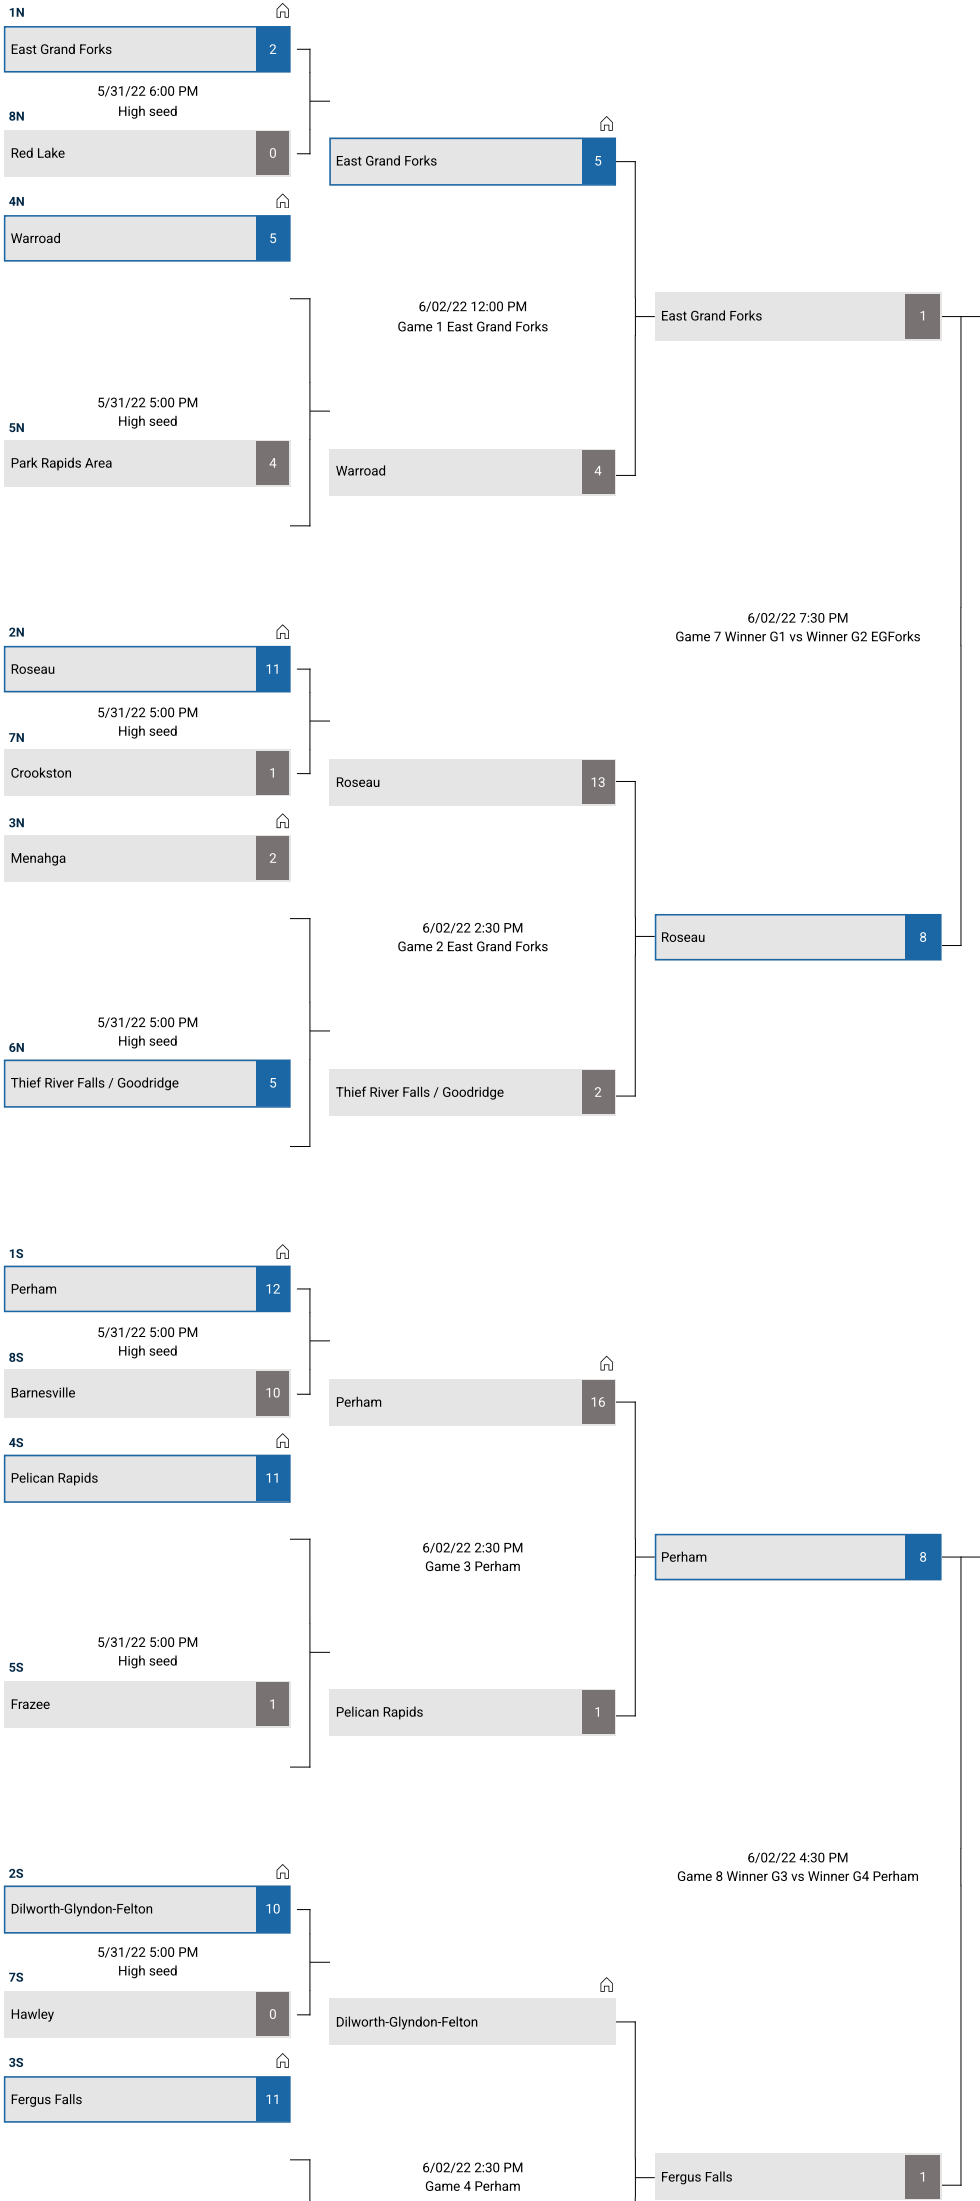 1N
East Grand Forks 2
5/31/22 6:00 PM
High seed
8N
Red Lake 0
East Grand Forks 5
4N
Warroad 5
6/02/22 12:00 PM
Game 1 East Grand Forks
East Grand Forks 1
5/31/22 5:00 PM
High seed
5N
Park Rapids Area 4
Warroad 4
6/02/22 7:30 PM
Game 7 Winner G1 vs Winner G2 EGForks
2N
Roseau 11
5/31/22 5:00 PM
High seed
7N
Crookston 1
Roseau 13
3N
Menahga 2
6/02/22 2:30 PM
Game 2 East Grand Forks
Roseau 8
5/31/22 5:00 PM
High seed
6N
Thief River Falls / Goodridge 5
Thief River Falls / Goodridge 2
1S
Perham 12
5/31/22 5:00 PM
High seed
8S
Barnesville 10
Perham 16
4S
Pelican Rapids 11
6/02/22 2:30 PM
Game 3 Perham
Perham 8
5/31/22 5:00 PM
High seed
5S
Frazee 1
Pelican Rapids 1
6/02/22 4:30 PM
Game 8 Winner G3 vs Winner G4 Perham
2S
Dilworth-Glyndon-Felton 10
5/31/22 5:00 PM
High seed
7S
Hawley 0
Dilworth-Glyndon-Felton
3S
Fergus Falls 11
6/02/22 2:30 PM
Game 4 Perham
Fergus Falls 1